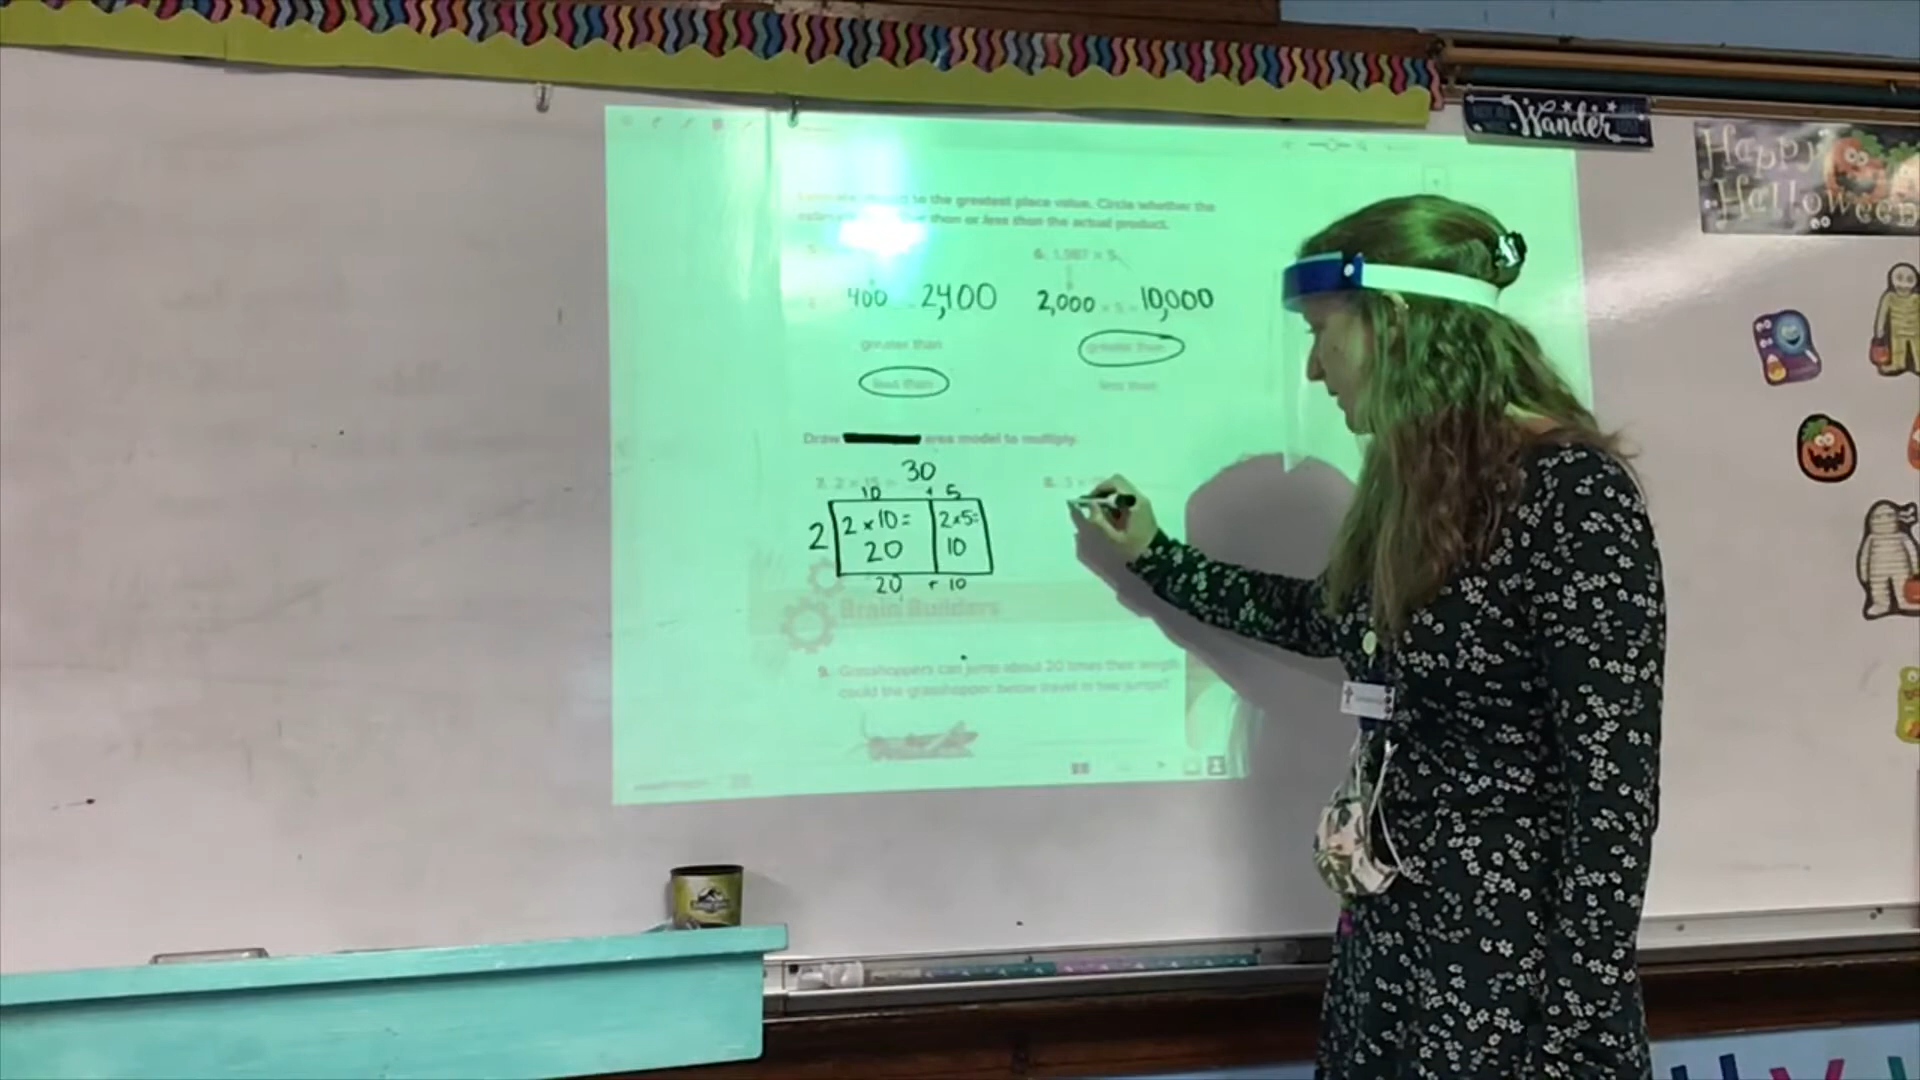 Wander
Happy
Halloween
to the greatest place value. Circle whether the
than or less than the actual product.
6. 1,987 × 5
400 2,400
2,000 × 5 = 10,000
greater than
greater than
less than
less than
Draw area model to multiply.
30
7. 2 × 15 =
8. 3 ×
10 + 5
2
2 × 10 =
20
2 × 5 =
10
20 + 10
Brain Builders
9. Grasshoppers can jump about 20 times their length
could the grasshopper below travel in two jumps?